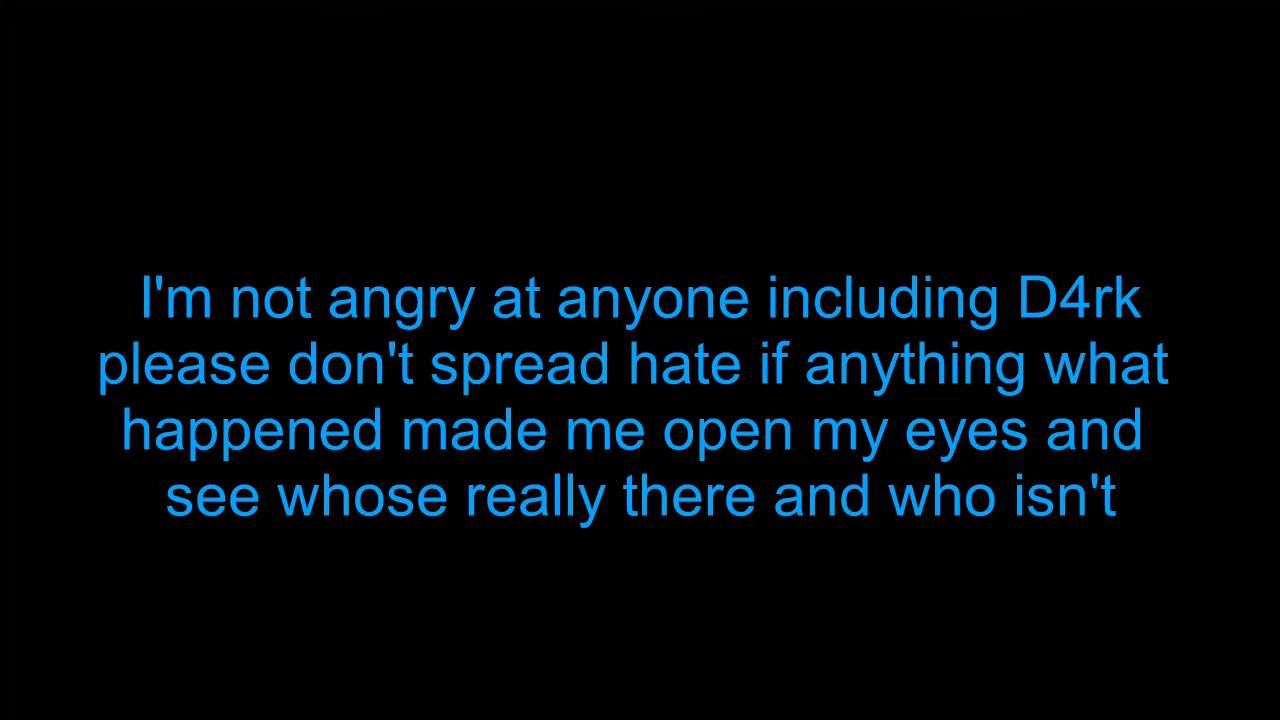 I'm not angry at anyone including D4rk
please don't spread hate if anything what
happened made me open my eyes and
see whose really there and who isn't